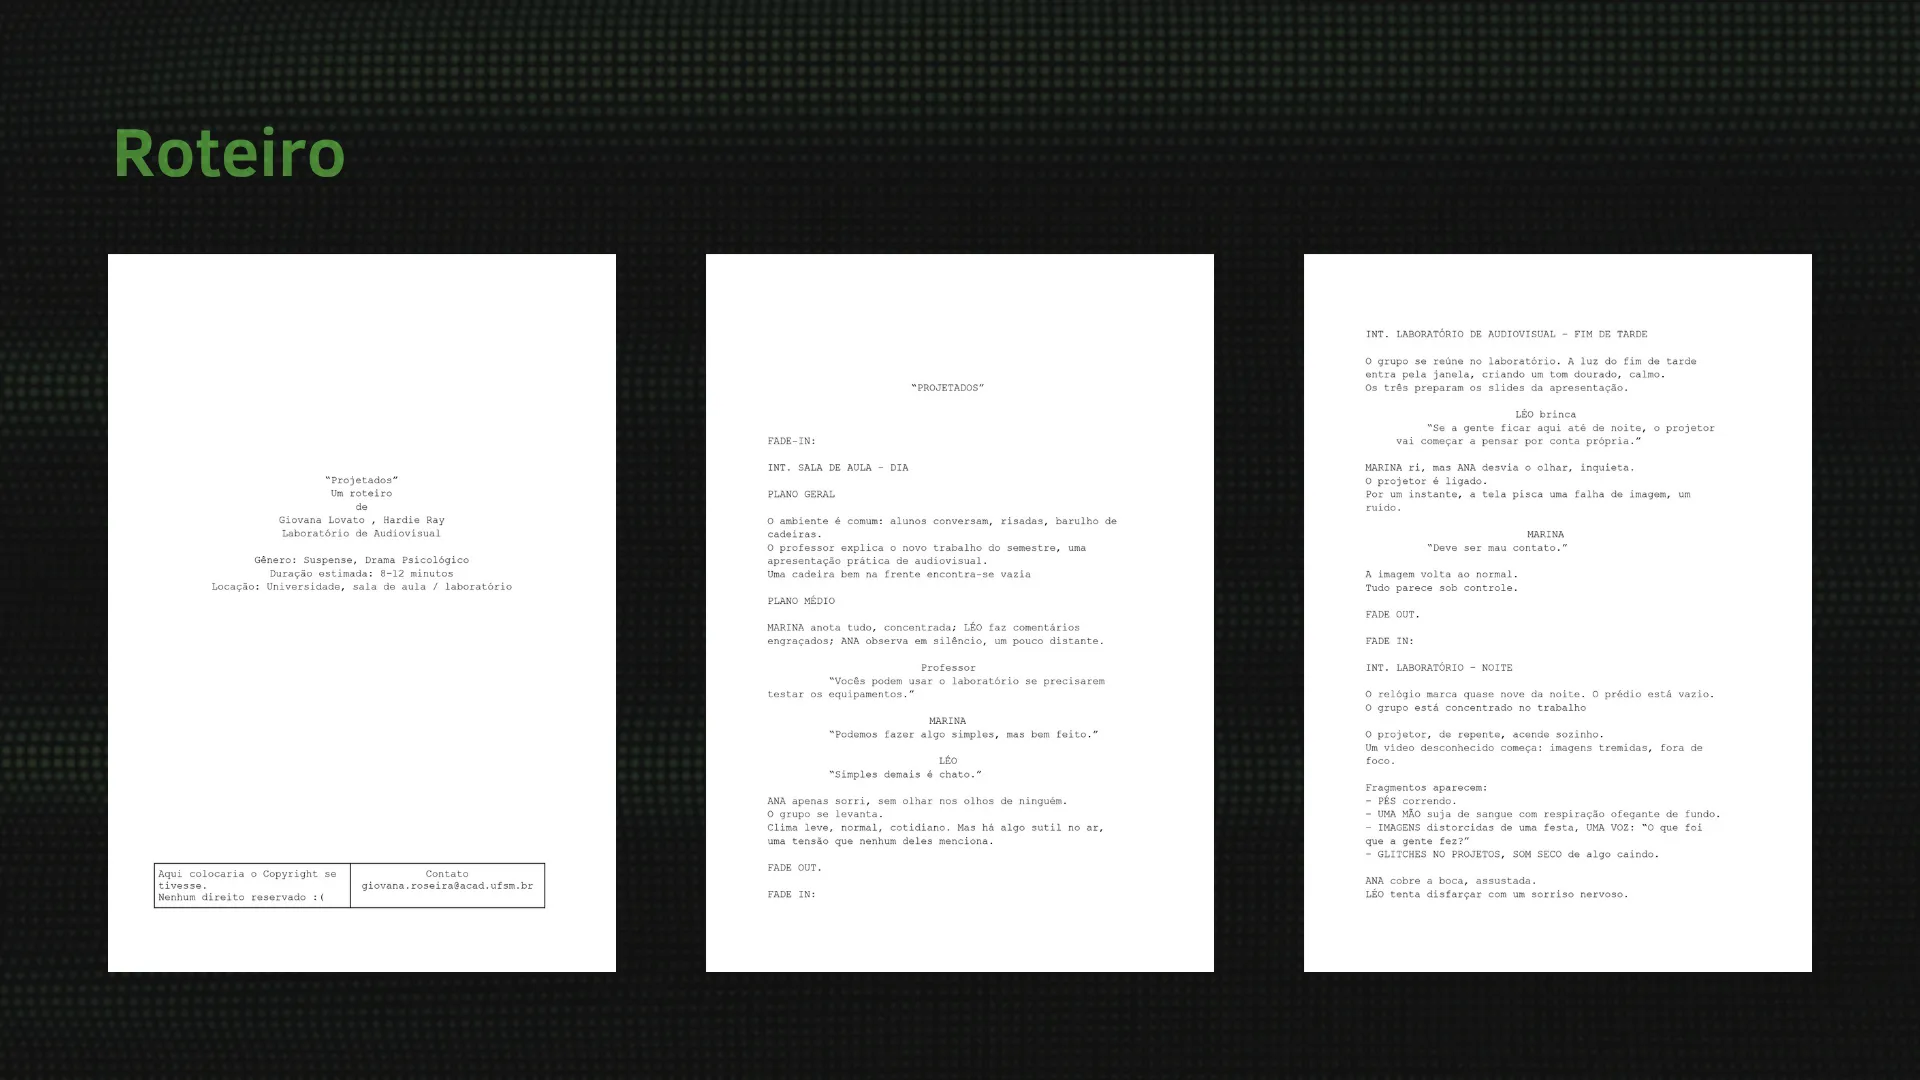 Roteiro
“Projetados”
Um roteiro
de
Giovana Lovato , Hardie Ray
Laboratório de Audiovisual
Gênero: Suspense, Drama Psicológico
Duração estimada: 8-12 minutos
Locação: Universidade, sala de aula / laboratório
Aqui colocaria o Copyright se
tivesse.
Nenhum direito reservado :(
Contato
giovana.roseira@acad.ufsm.br
“PROJETADOS”
FADE-IN:
INT. SALA DE AULA – DIA
PLANO GERAL
O ambiente é comum: alunos conversam, risadas, barulho de
cadeiras.
O professor explica o novo trabalho do semestre, uma
apresentação prática de audiovisual.
Uma cadeira bem na frente encontra-se vazia
PLANO MÉDIO
MARINA anota tudo, concentrada; LÉO faz comentários
engraçados; ANA observa em silêncio, um pouco distante.
Professor
“Vocês podem usar o laboratório se precisarem
testar os equipamentos.”
MARINA
“Podemos fazer algo simples, mas bem feito.”
LÉO
“Simples demais é chato.”
ANA apenas sorri, sem olhar nos olhos de ninguém.
O grupo se levanta.
Clima leve, normal, cotidiano. Mas há algo sutil no ar,
uma tensão que nenhum deles menciona.
FADE OUT.
FADE IN:
INT. LABORATÓRIO DE AUDIOVISUAL – FIM DE TARDE
O grupo se reúne no laboratório. A luz do fim de tarde
entra pela janela, criando um tom dourado, calmo.
Os três preparam os slides da apresentação.
LÉO brinca
“Se a gente ficar aqui até de noite, o projetor
vai começar a pensar por conta própria.”
MARINA ri, mas ANA desvia o olhar, inquieta.
O projetor é ligado.
Por um instante, a tela pisca uma falha de imagem, um
ruído.
MARINA
“Deve ser mau contato.”
A imagem volta ao normal.
Tudo parece sob controle.
FADE OUT.
FADE IN:
INT. LABORATÓRIO – NOITE
O relógio marca quase nove da noite. O prédio está vazio.
O grupo está concentrado no trabalho
O projetor, de repente, acende sozinho.
Um vídeo desconhecido começa: imagens tremidas, fora de
foco.
Fragmentos aparecem:
– PÉS correndo.
– UMA MÃO suja de sangue com respiração ofegante de fundo.
– IMAGENS distorcidas de uma festa, UMA VOZ: “O que foi
que a gente fez?”
– GLITCHES NO PROJETOS, SOM SECO de algo caindo.
ANA cobre a boca, assustada.
LÉO tenta disfarçar com um sorriso nervoso.